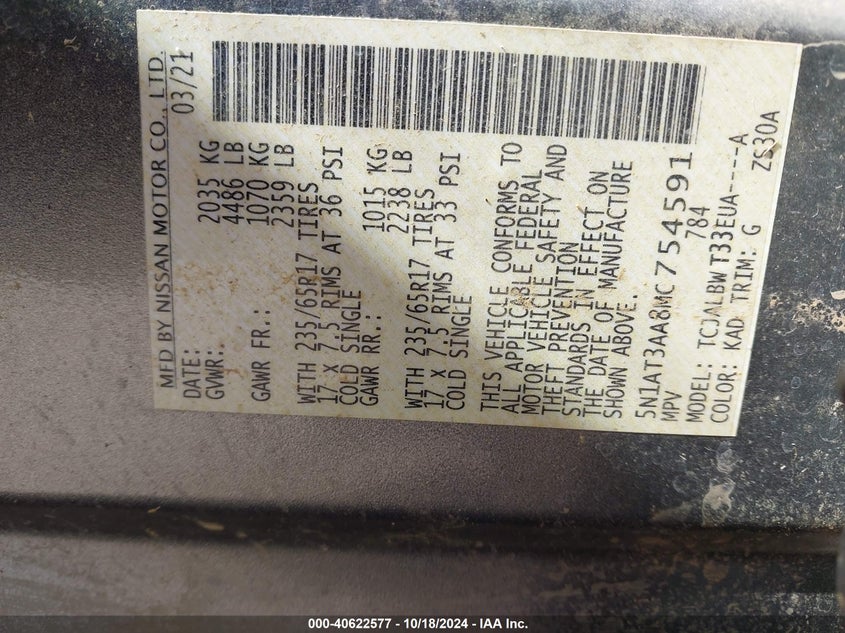 MFD BY NISSAN MOTOR CO., LTD.
DATE: 03/21
GVWR: 2035 KG
4486 LB
GAWR FR.: 1070 KG
2359 LB
WITH 235/65R17 TIRES
17 X 7.5 RIMS AT 36 PSI
COLD SINGLE
GAWR RR.: 1015 KG
2238 LB
WITH 235/65R17 TIRES
17 X 7.5 RIMS AT 33 PSI
COLD SINGLE
THIS VEHICLE CONFORMS TO
ALL APPLICABLE FEDERAL
MOTOR VEHICLE SAFETY AND
THEFT PREVENTION
STANDARDS IN EFFECT ON
THE DATE OF MANUFACTURE
SHOWN ABOVE.
5N1AT3AA8MC754591
MPV 784
MODEL: TCJALBWT33EUA-----A
COLOR: KAD TRIM: G ZS30A
000-40622577 - 10/18/2024 - IAA Inc.